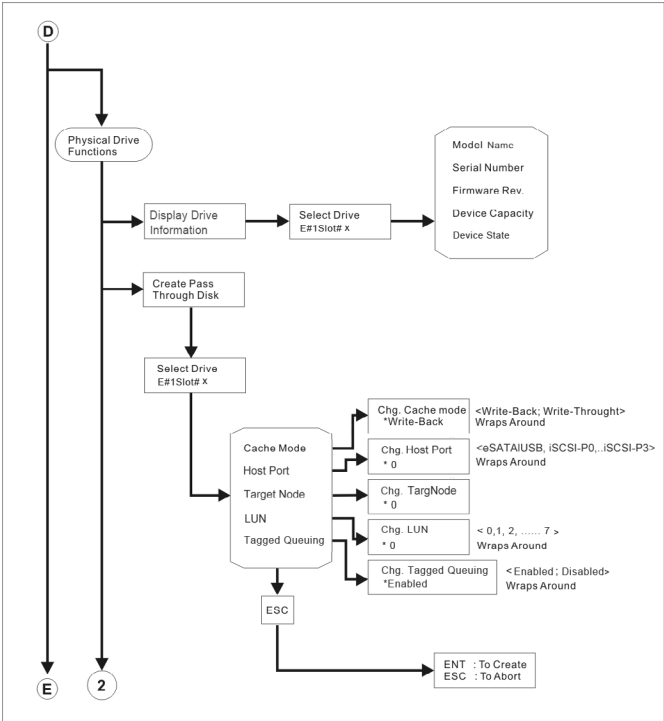 D
Physical Drive
Functions
Display Drive
Information
Select Drive
E#1Slot# x
Model Name
Serial Number
Firmware Rev.
Device Capacity
Device State
Create Pass
Through Disk
Select Drive
E#1Slot# x
Cache Mode
Host Port
Target Node
LUN
Tagged Queuing
Chg. Cache mode
*Write-Back
<Write-Back; Write-Throught>
Wraps Around
Chg. Host Port
* 0
<eSATAIUSB, iSCSI-P0,..iSCSI-P3>
Wraps Around
Chg. TargNode
* 0
Chg. LUN
* 0
< 0,1, 2, ...... 7 >
Wraps Around
Chg. Tagged Queuing
*Enabled
<Enabled; Disabled>
Wraps Around
ESC
ENT : To Create
ESC : To Abort
E
2